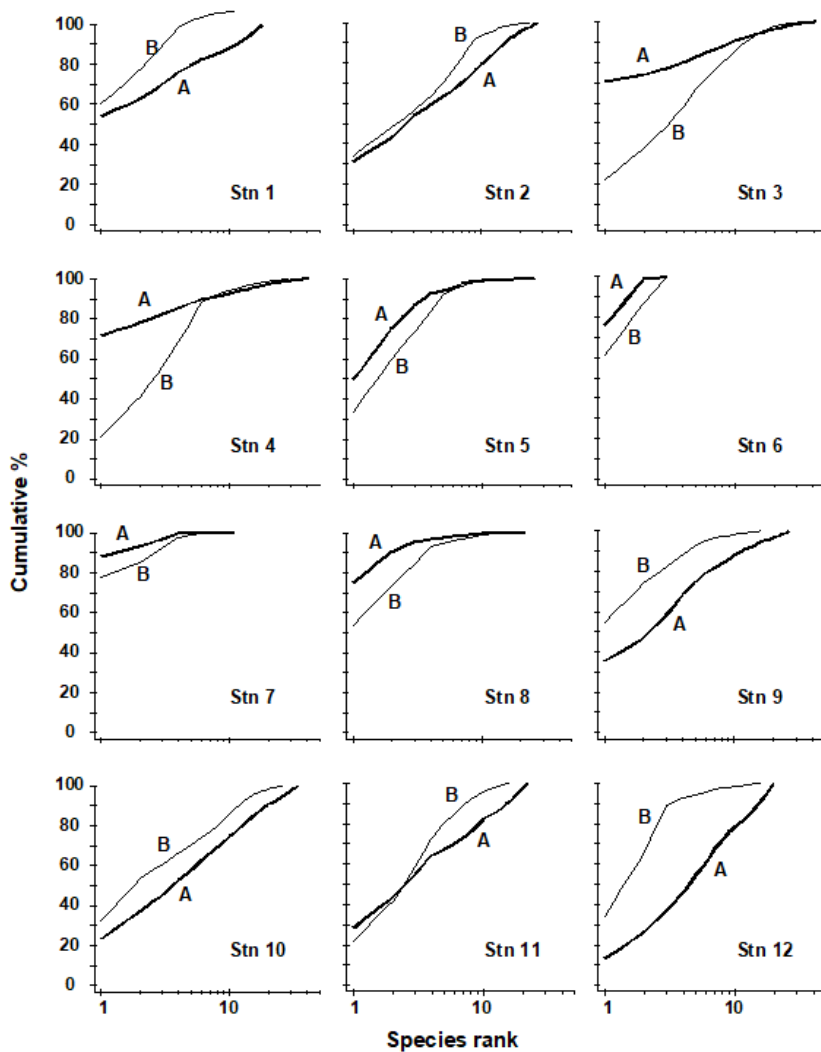 100
80
60
40
20
0
B
A
Stn 1
B
A
Stn 2
A
B
Stn 3
100
80
60
40
20
0
A
B
Stn 4
A
B
Stn 5
A
B
Stn 6
Cumulative %
100
80
60
40
20
0
A
B
Stn 7
A
B
Stn 8
B
A
Stn 9
100
80
60
40
20
0
B
A
Stn 10
B
A
Stn 11
B
A
Stn 12
1 10 1 10 1 10
Species rank